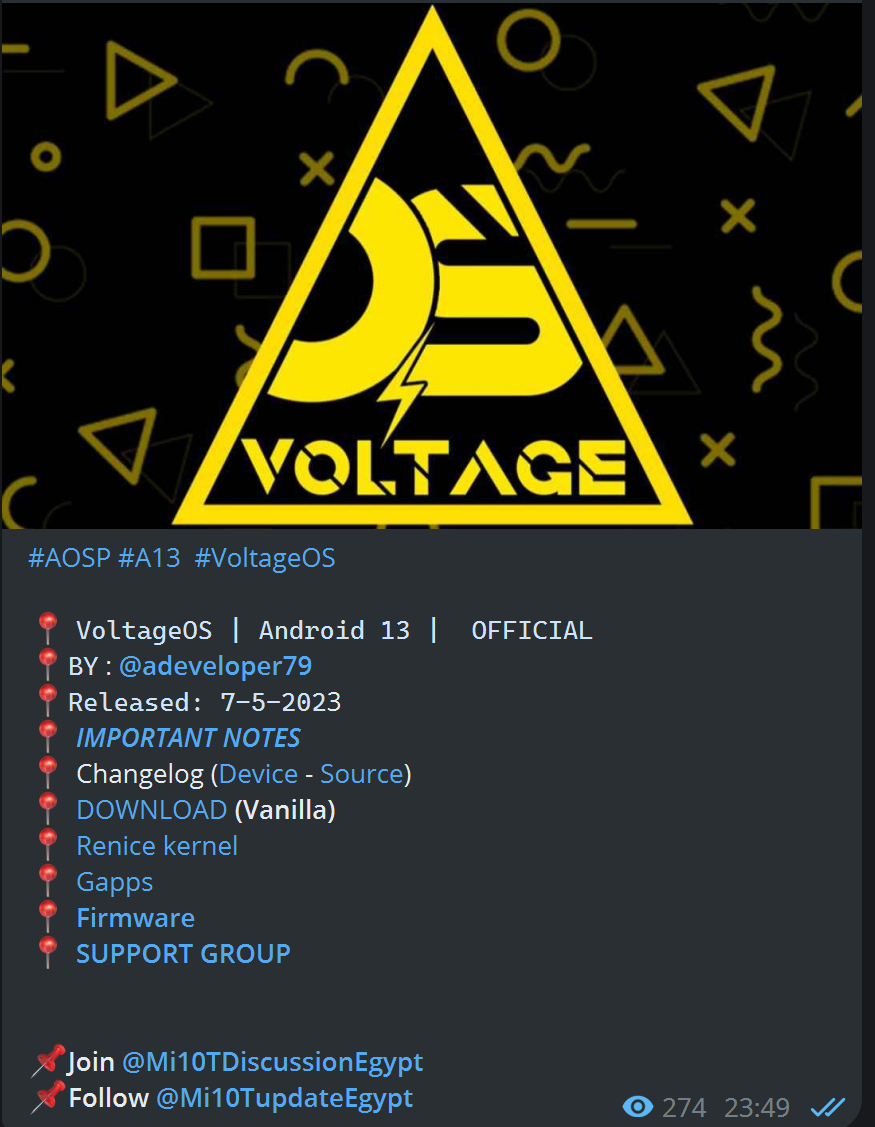 OS
VOLTAGE
#AOSP #A13 #VoltageOS
📍 VoltageOS | Android 13 | OFFICIAL
📍BY : @adeveloper79
📍Released: 7-5-2023
📍 IMPORTANT NOTES
📍 Changelog (Device - Source)
📍 DOWNLOAD (Vanilla)
📍 Renice kernel
📍 Gapps
📍 Firmware
📍 SUPPORT GROUP
📌Join @Mi10TDiscussionEgypt
📌Follow @Mi10TupdateEgypt
274 23:49